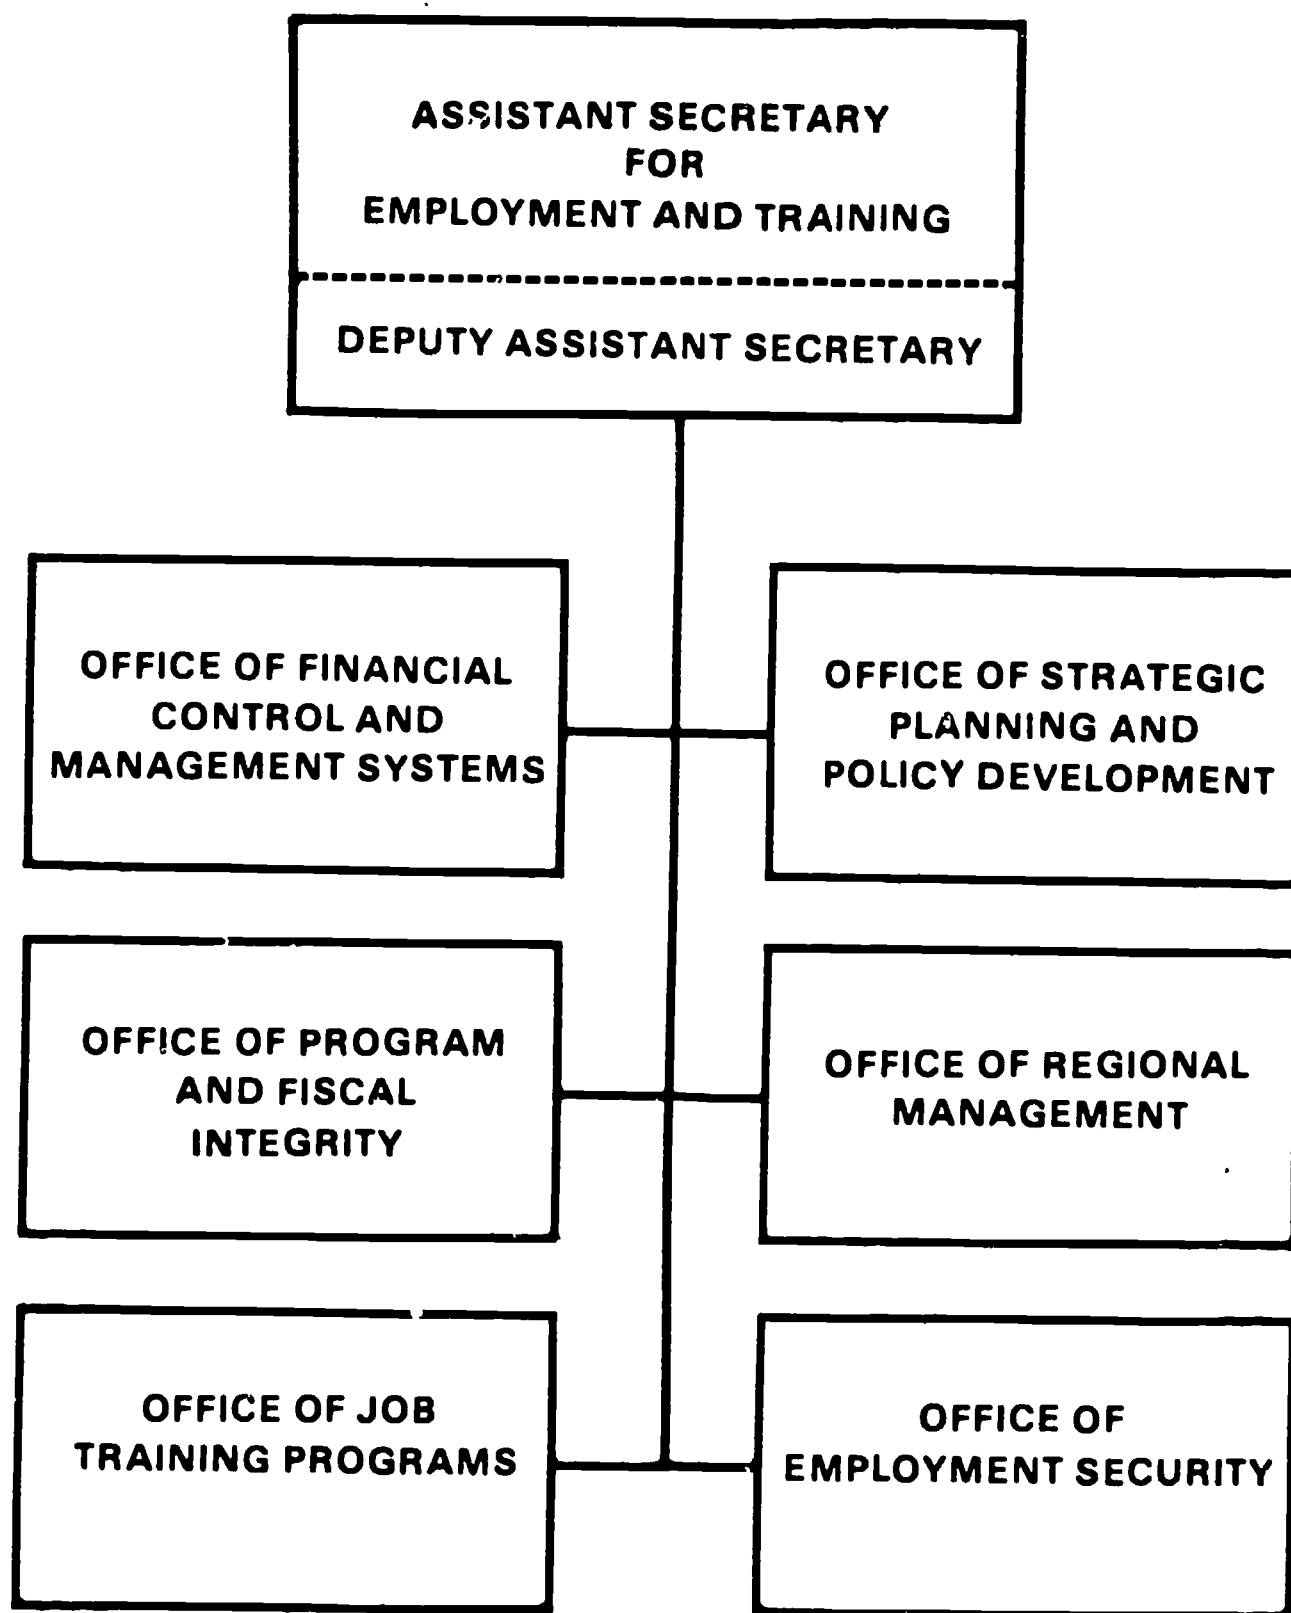 ASSISTANT SECRETARY
FOR
EMPLOYMENT AND TRAINING
DEPUTY ASSISTANT SECRETARY
OFFICE OF FINANCIAL
CONTROL AND
MANAGEMENT SYSTEMS
OFFICE OF STRATEGIC
PLANNING AND
POLICY DEVELOPMENT
OFFICE OF PROGRAM
AND FISCAL
INTEGRITY
OFFICE OF REGIONAL
MANAGEMENT
OFFICE OF JOB
TRAINING PROGRAMS
OFFICE OF
EMPLOYMENT SECURITY